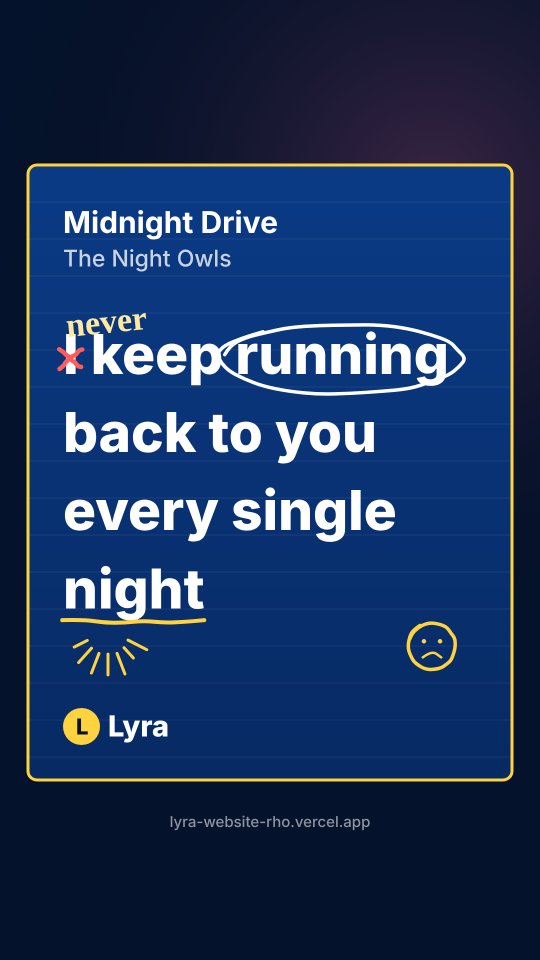 Midnight Drive
The Night Owls
never
I keep running
back to you
every single
night
L Lyra
lyra-website-rho.vercel.app